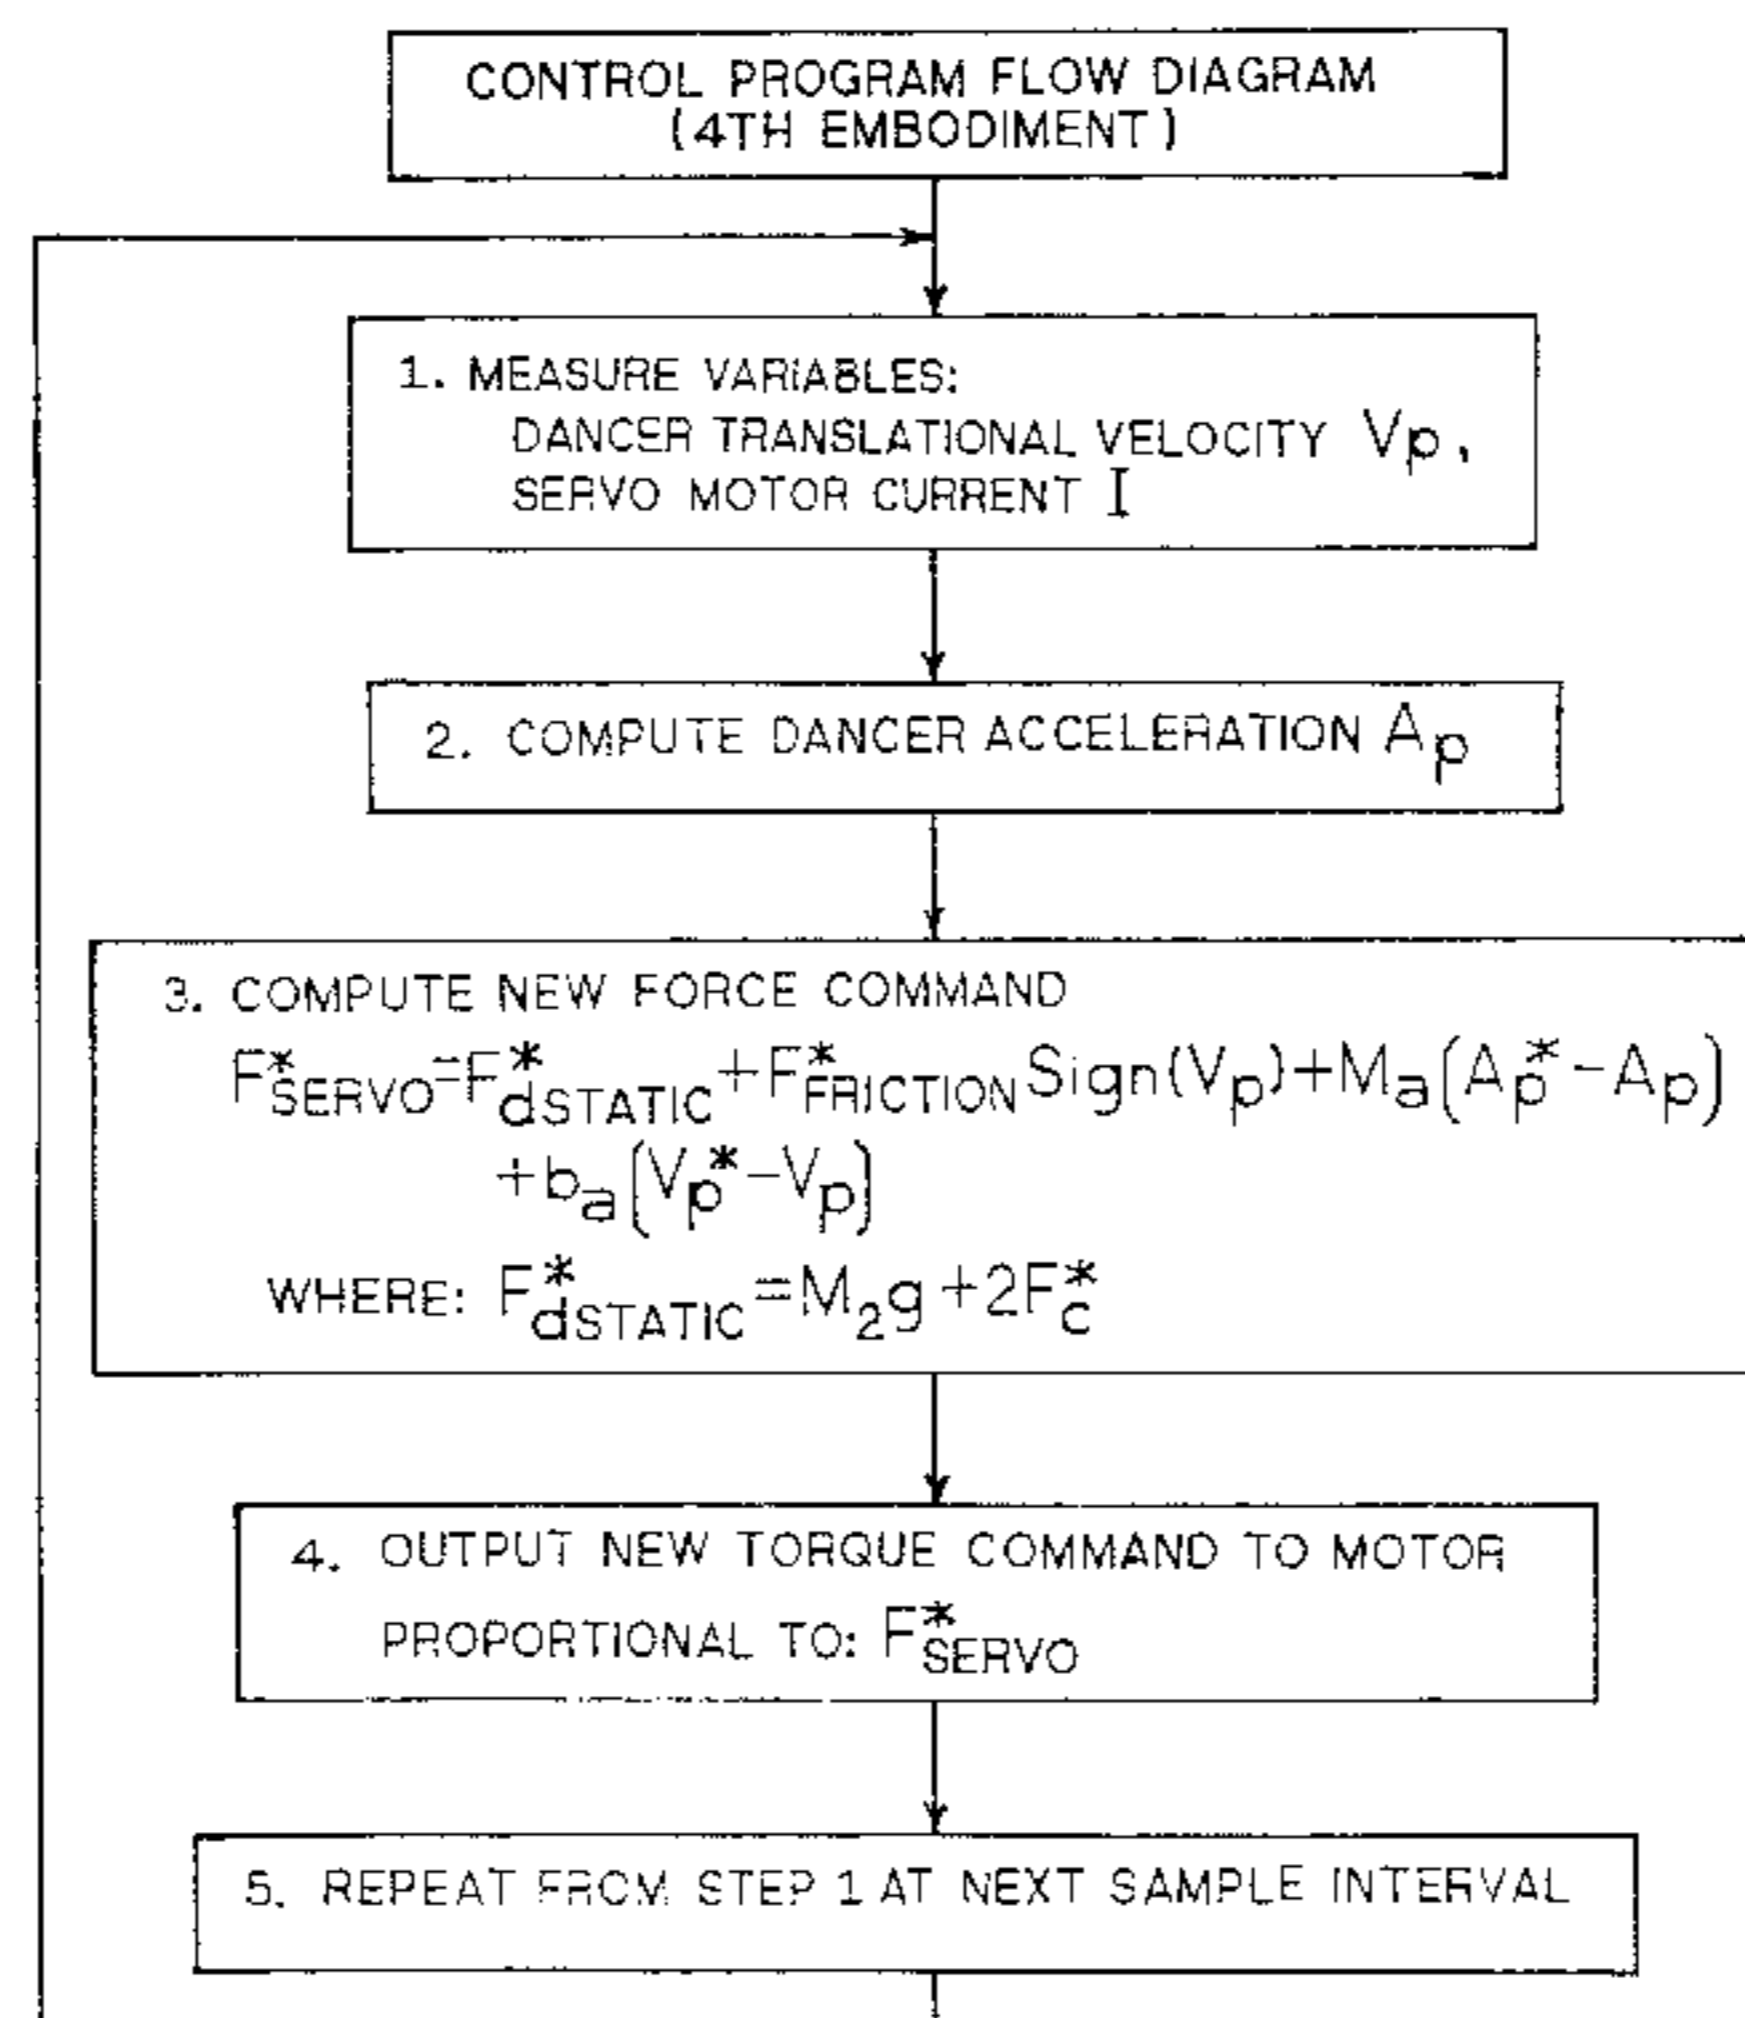 CONTROL PROGRAM FLOW DIAGRAM
(4TH EMBODIMENT)
1. MEASURE VARIABLES:
DANCER TRANSLATIONAL VELOCITY Vp,
SERVO MOTOR CURRENT I
2. COMPUTE DANCER ACCELERATION Ap
3. COMPUTE NEW FORCE COMMAND
F*SERVO=F*dSTATIC+F*FRICTIONSign(Vp)+Ma(Ap*-Ap)
+ba(Vp*-Vp)
WHERE: F*dSTATIC=M2g+2F*c
4. OUTPUT NEW TORQUE COMMAND TO MOTOR
PROPORTIONAL TO: F*SERVO
5. REPEAT FROM STEP 1 AT NEXT SAMPLE INTERVAL